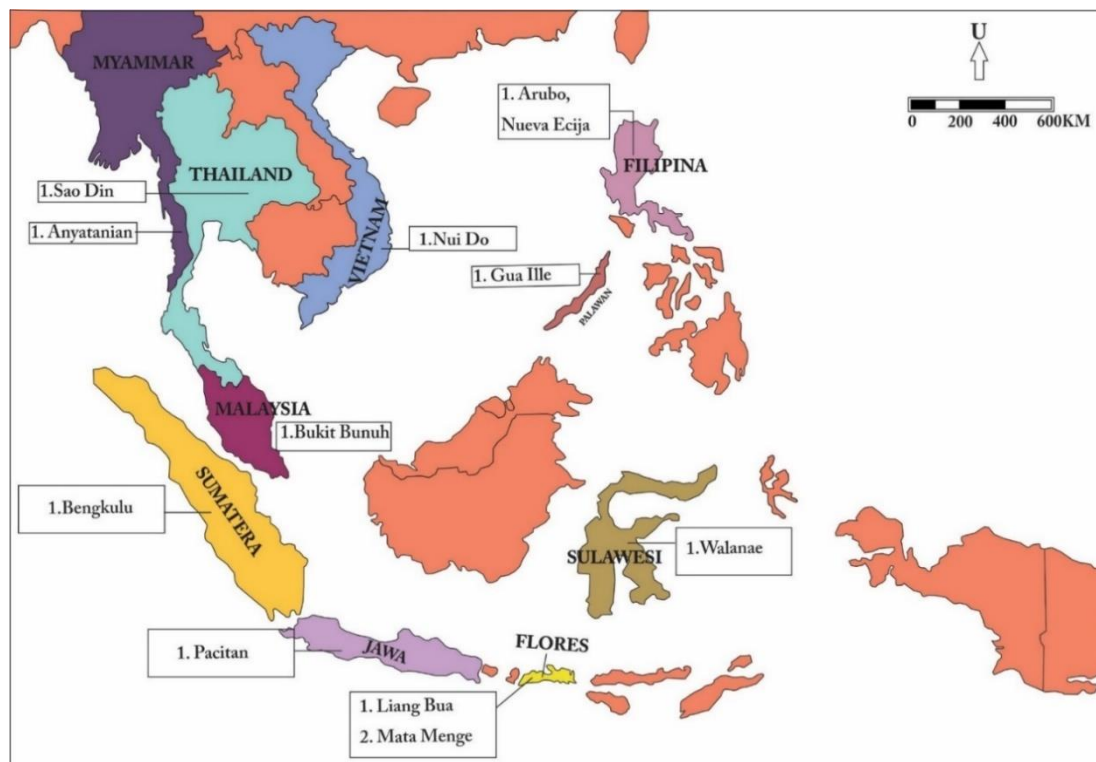 MYAMMAR
U
0 200 400 600KM
1. Arubo,
Nueva Ecija
FILIPINA
THAILAND
1.Sao Din
1. Anyatanian
VIETNAM
1.Nui Do
1. Gua Ille
PALAWAN
MALAYSIA
1.Bukit Bunuh
SUMATERA
1.Bengkulu
SULAWESI
1.Walanae
1. Pacitan
JAWA
FLORES
1. Liang Bua
2. Mata Menge